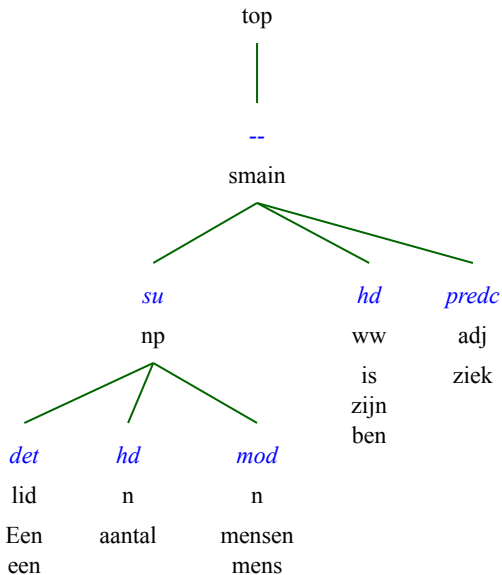 top
--
smain
su hd predc
np ww adj
is ziek
zijn
ben
det hd mod
lid n n
Een aantal mensen
een mens